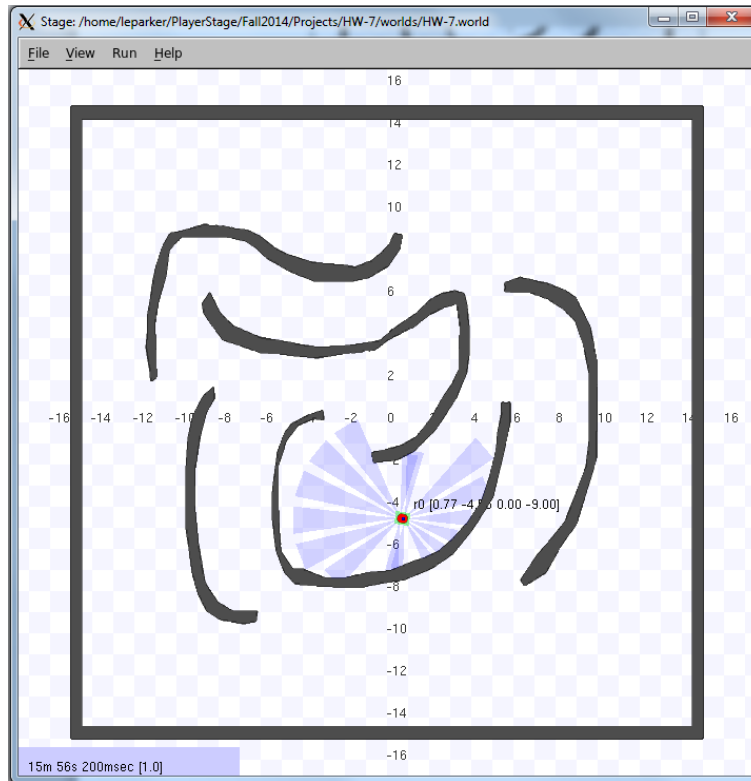 Stage: /home/leparker/PlayerStage/Fall2014/Projects/HW-7/worlds/HW-7.world
File View Run Help
16
14
12
10
6
2
-16 -14 -12 -10 -8 -6 -4 -2 0 2 4 6 8 10 12 14 16
-2
-4
r0 [0.77 0.00 -9.00]
-6
-8
-10
-12
-14
-16
15m 56s 200msec [1.0]